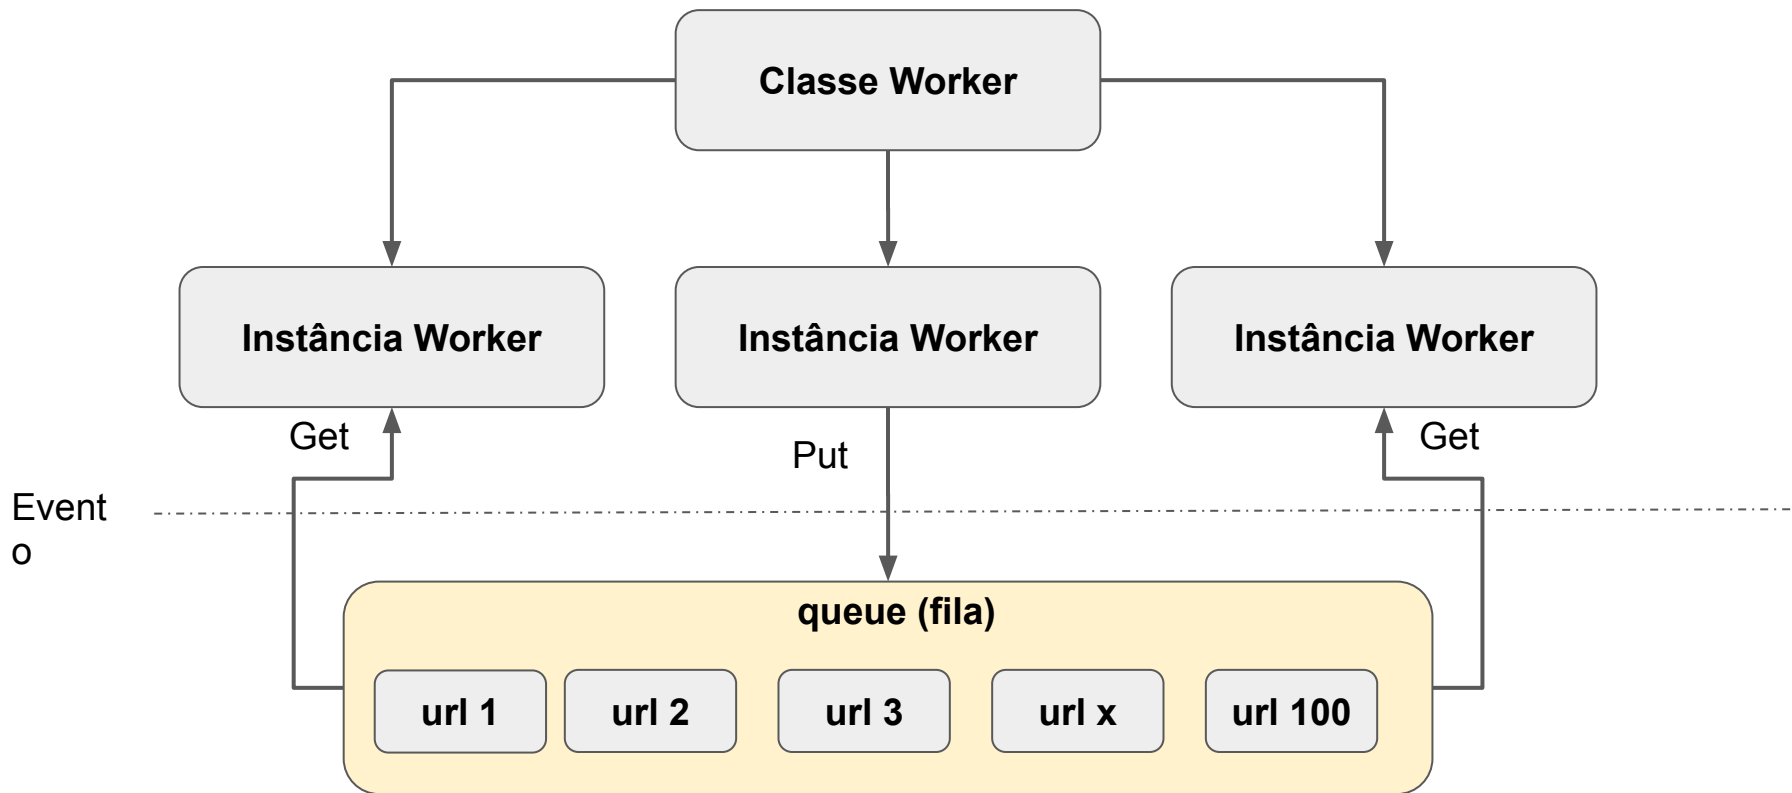 Classe Worker
Instância Worker
Instância Worker
Instância Worker
Get
Put
Get
Event
o
queue (fila)
url 1
url 2
url 3
url x
url 100